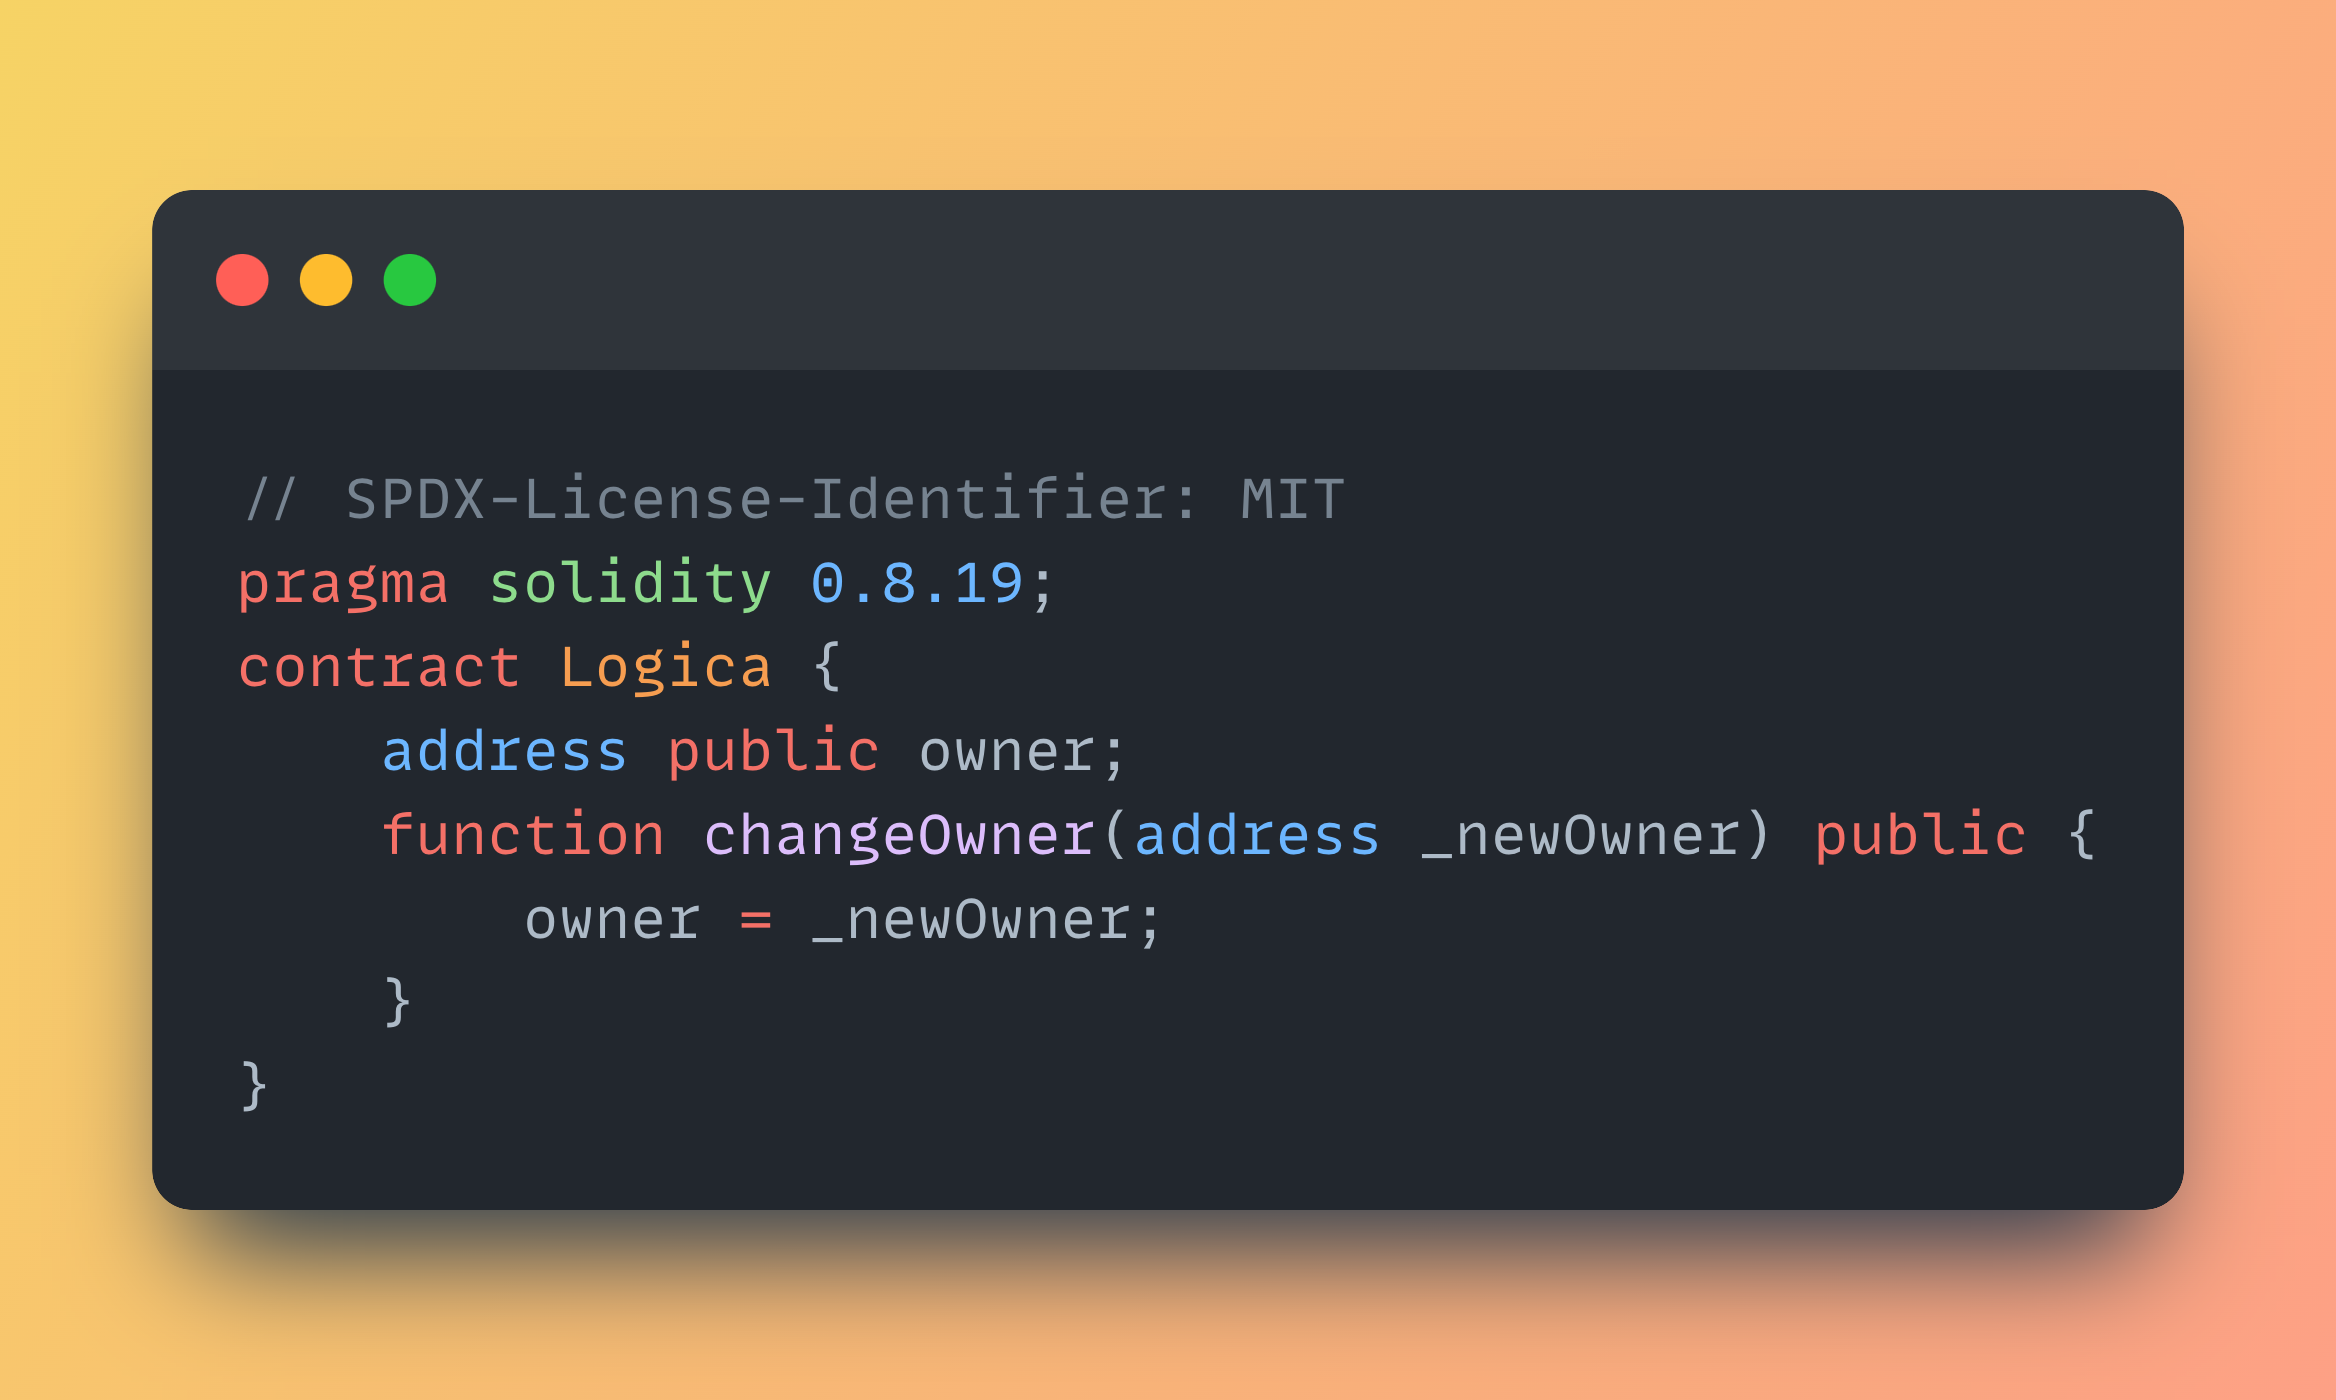 // SPDX-License-Identifier: MIT
pragma solidity 0.8.19;
contract Logica {
    address public owner;
    function changeOwner(address _newOwner) public {
        owner = _newOwner;
    }
}